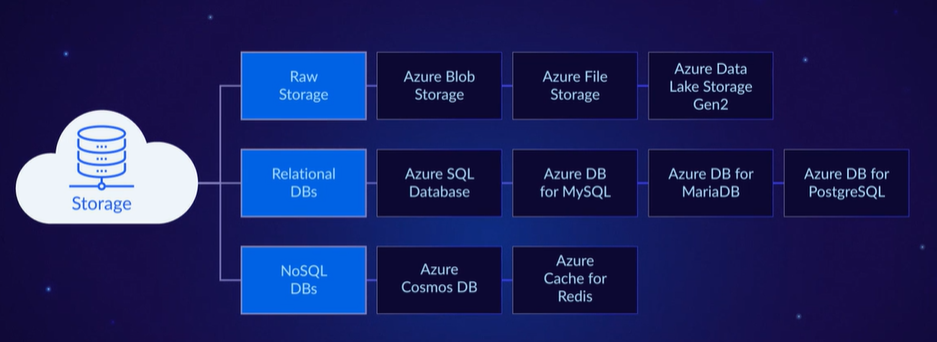 Storage
Raw
Storage
Azure Blob
Storage
Azure File
Storage
Azure Data
Lake Storage
Gen2
Relational
DBs
Azure SQL
Database
Azure DB
for MySQL
Azure DB for
MariaDB
Azure DB for
PostgreSQL
NoSQL
DBs
Azure
Cosmos DB
Azure
Cache for
Redis